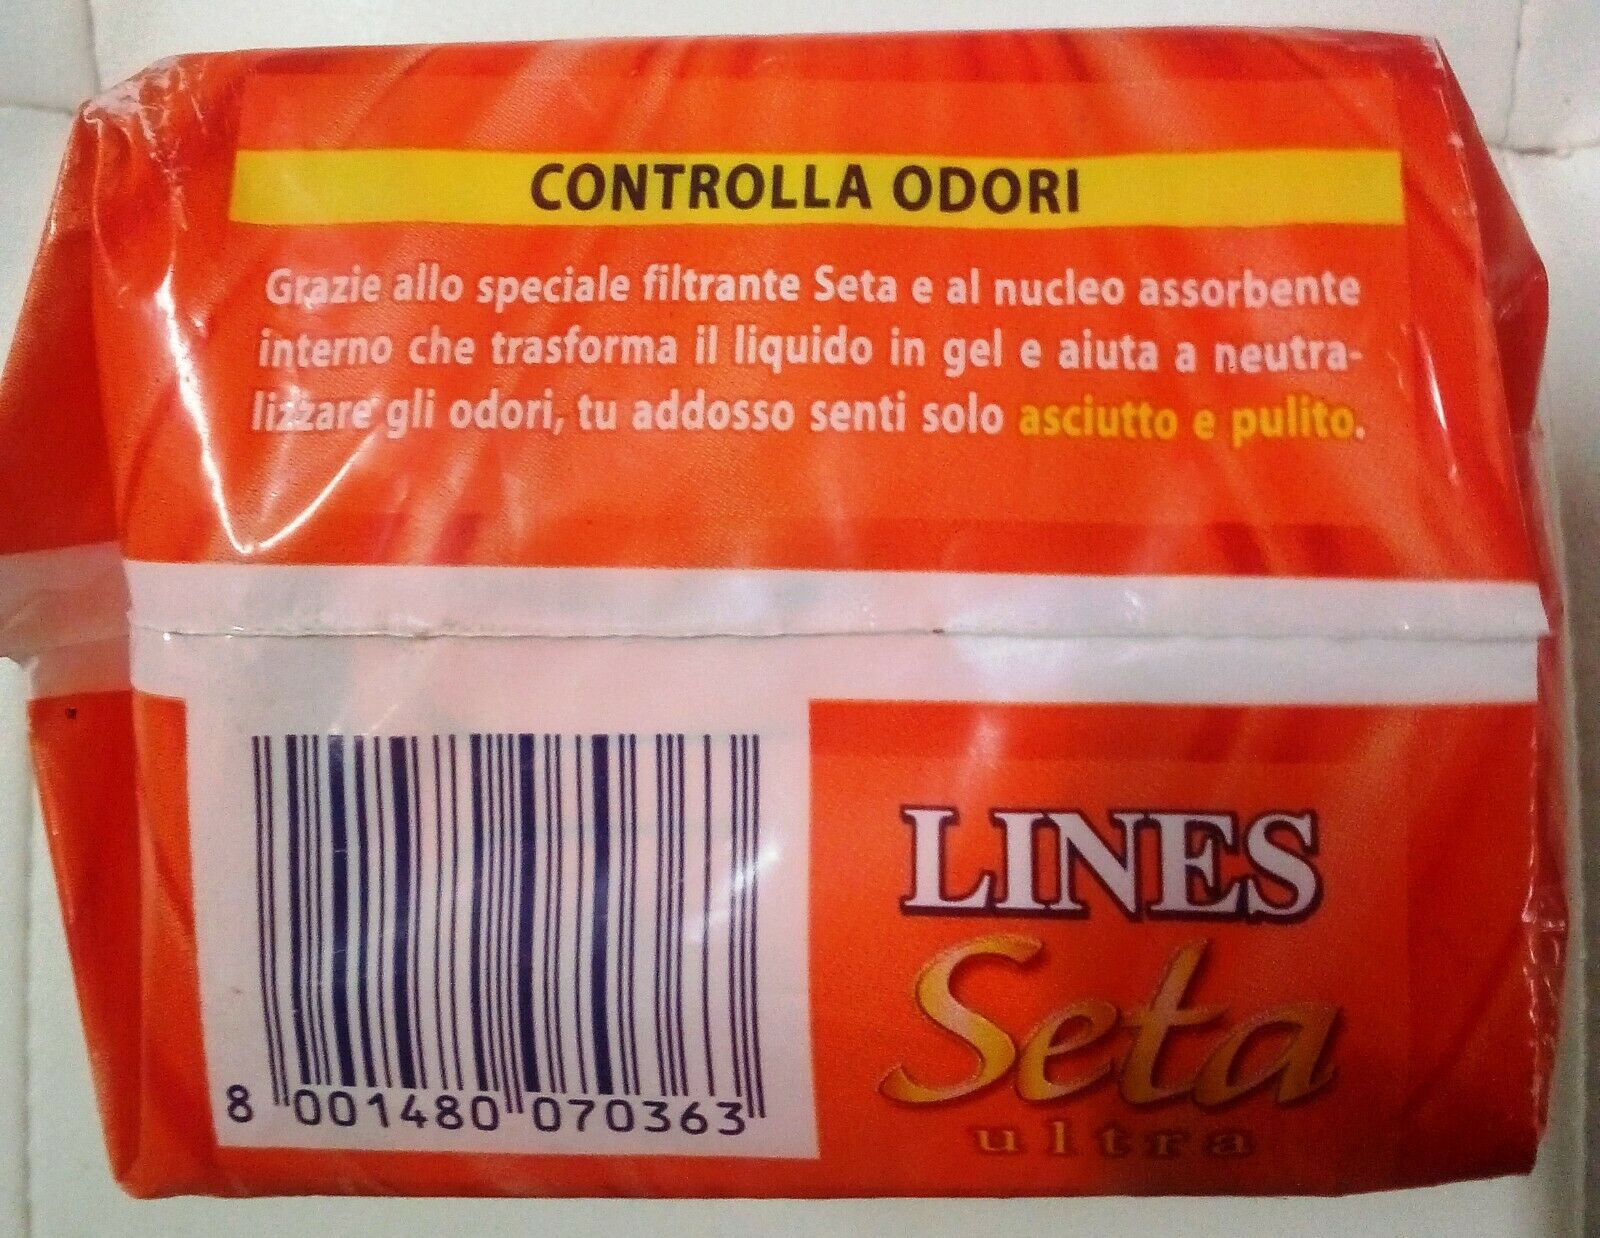 CONTROLLA ODORI
Grazie allo speciale filtrante Seta e al nucleo assorbente
interno che trasforma il liquido in gel e aiuta a neutra-
lizzare gli odori, tu addosso senti solo asciutto e pulito.
LINES
Seta
ultra
8 001480 070363